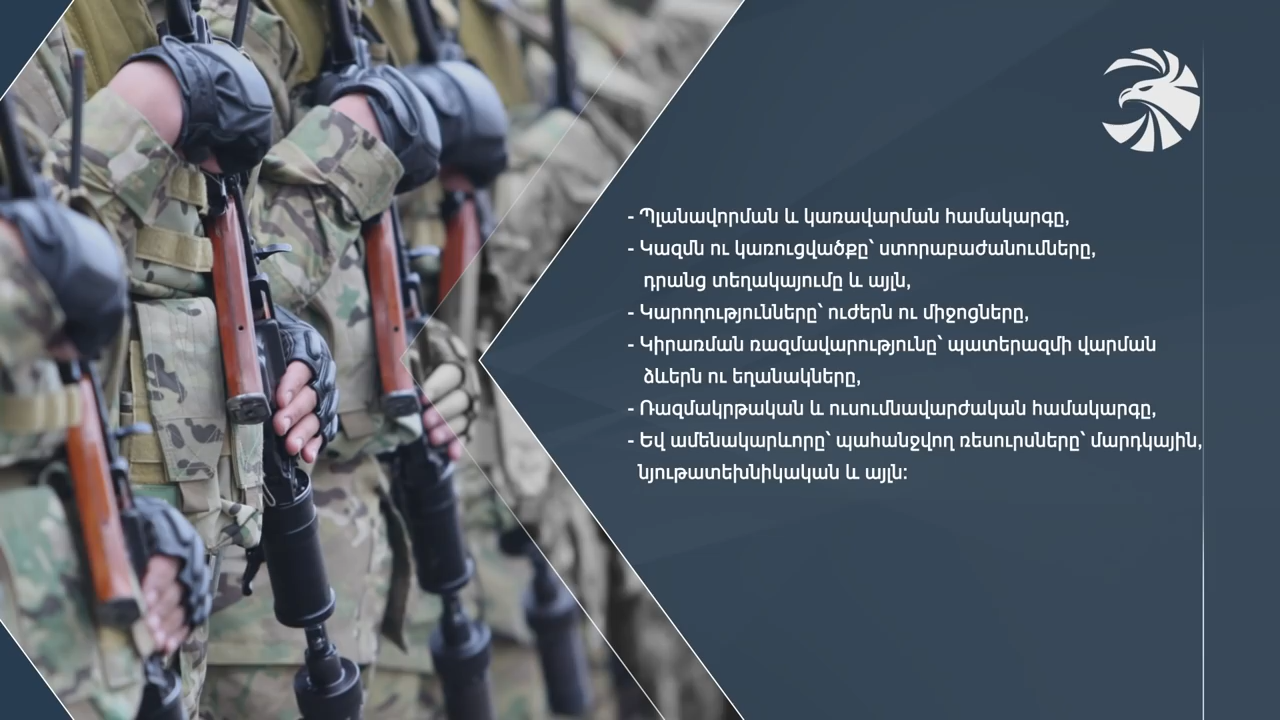 - Պլանավորման և կառավարման համակարգը,
- Կազմն ու կառուցվածքը՝ ստորաբաժանումները,
դրանց տեղակայումը և այլն,
- Կարողությունները՝ ուժերն ու միջոցները,
- Կիրառման ռազմավարությունը՝ պատերազմի վարման
ձևերն ու եղանակները,
- Ռազմակրթական և ուսումնավարժական համակարգը,
- Եվ ամենակարևորը՝ պահանջվող ռեսուրսները՝ մարդկային,
նյութատեխնիկական և այլն: